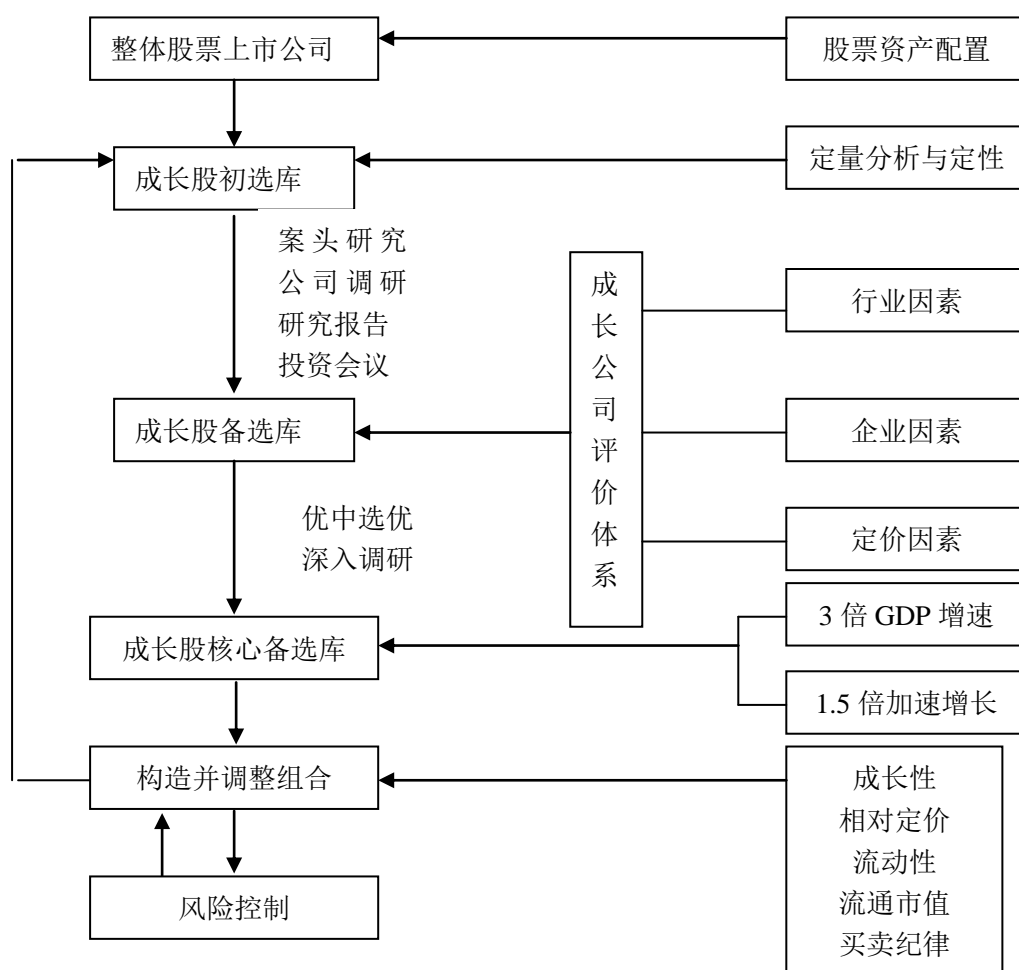 整体股票上市公司
股票资产配置
成长股初选库
定量分析与定性
案头研究
公司调研
研究报告
投资会议
成长公司评价体系
行业因素
成长股备选库
企业因素
优中选优
深入调研
定价因素
3 倍 GDP 增速
成长股核心备选库
1.5 倍加速增长
构造并调整组合
成长性
相对定价
流动性
流通市值
买卖纪律
风险控制